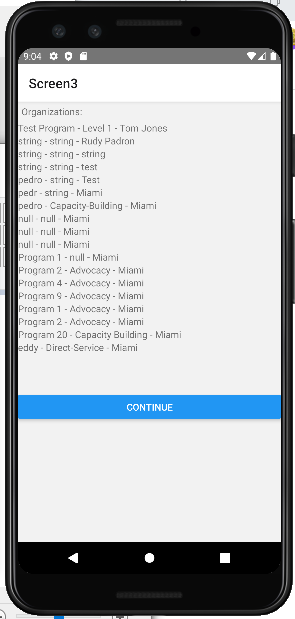 9:04
Screen3
Organizations:
Test Program - Level 1 - Tom Jones
string - string - Rudy Padron
string - string - string
string - string - test
pedro - string - Test
pedr - string - Miami
pedro - Capacity-Building - Miami
null - null - Miami
null - null - Miami
null - null - Miami
Program 1 - null - Miami
Program 2 - Advocacy - Miami
Program 4 - Advocacy - Miami
Program 9 - Advocacy - Miami
Program 1 - Advocacy - Miami
Program 2 - Advocacy - Miami
Program 20 - Capacity Building - Miami
eddy - Direct-Service - Miami
CONTINUE